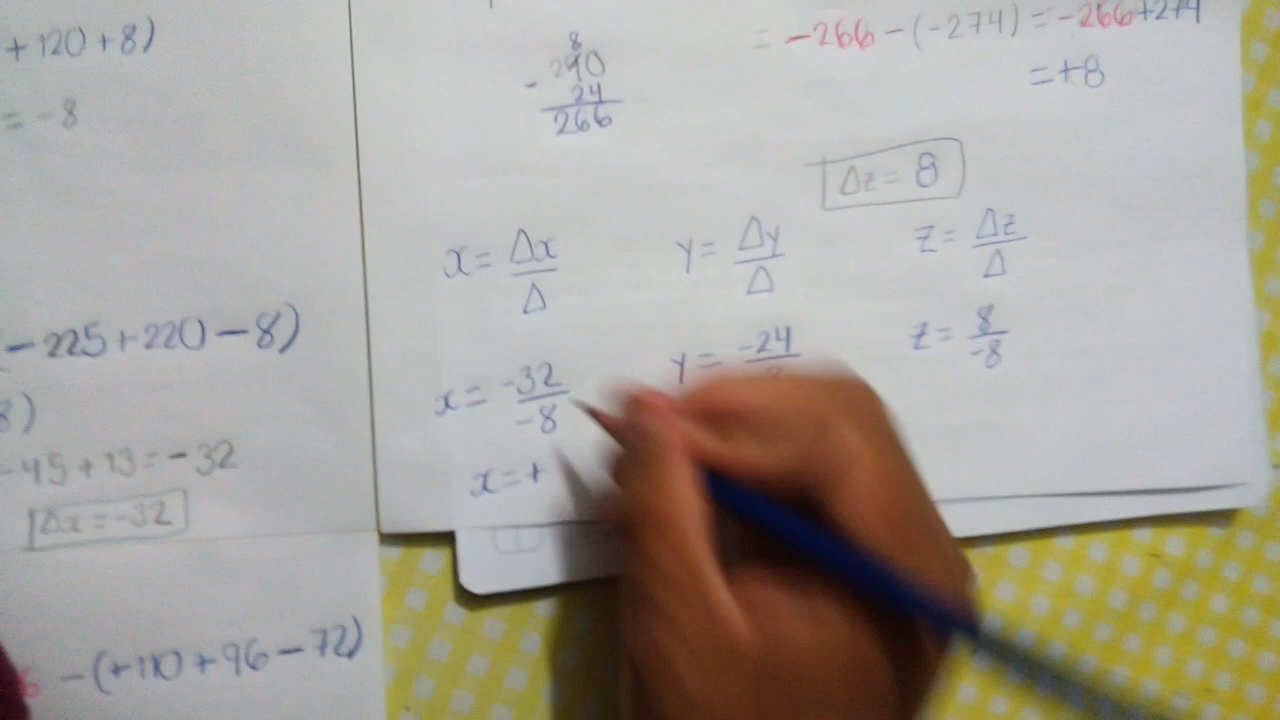 + 120 + 8)
= -8
- 225 + 220 - 8)
8)
- 45 + 13 = - 32
Δx = -32
- (+110 + 96 - 72)
= -266 - (-274) = -266 + 274
= + 8
8
- 290
24
266
Δz = 8
x = Δx/Δ y = Δy/Δ z = Δz/Δ
x = -32/-8 y = -24/ z = 8/-8
x = +